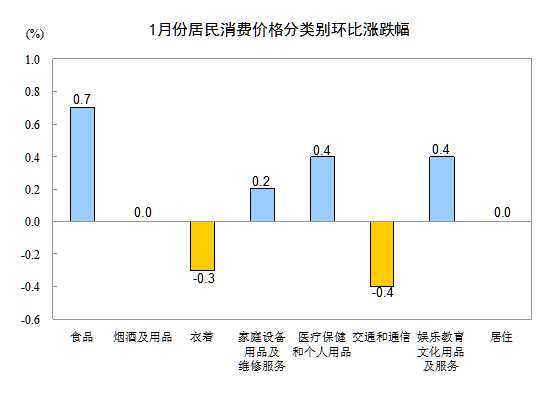 1月份居民消费价格分类别环比涨跌幅
(%)
1.0
0.8
0.6
0.4
0.2
0.0
-0.2
-0.4
-0.6
0.7
0.0
-0.3
0.2
0.4
-0.4
0.4
0.0
食品
烟酒及用品
衣着
家庭设备
用品及
维修服务
医疗保健
和个人用品
交通和通信
娱乐教育
文化用品
及服务
居住